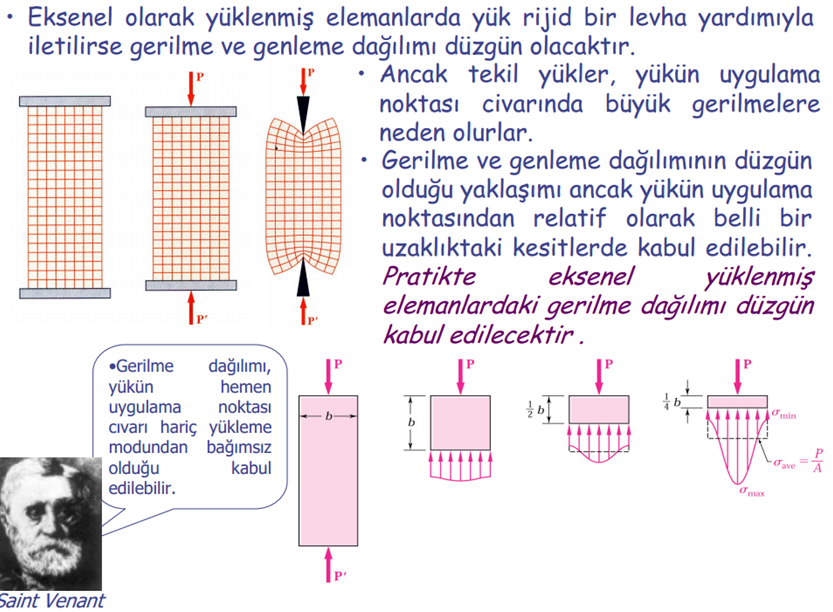 • Eksenel olarak yüklenmiş elemanlarda yük rijid bir levha yardımıyla
iletilirse gerilme ve genleme dağılımı düzgün olacaktır.
P
P
• Ancak tekil yükler, yükün uygulama
noktası civarında büyük gerilmelere
neden olurlar.
• Gerilme ve genleme dağılımının düzgün
olduğu yaklaşımı ancak yükün uygulama
noktasından relatif olarak belli bir
uzaklıktaki kesitlerde kabul edilebilir.
Pratikte eksenel yüklenmiş
elemanlardaki gerilme dağılımı düzgün
kabul edilecektir .
P'
P'
•Gerilme dağılımı,
yükün hemen
uygulama noktası
cıvarı hariç yükleme
modundan bağımsız
olduğu kabul
edilebilir.
P
b
P'
P
b
P
1/2 b
P
1/4 b
σmin
σave = P/A
σmax
Saint Venant